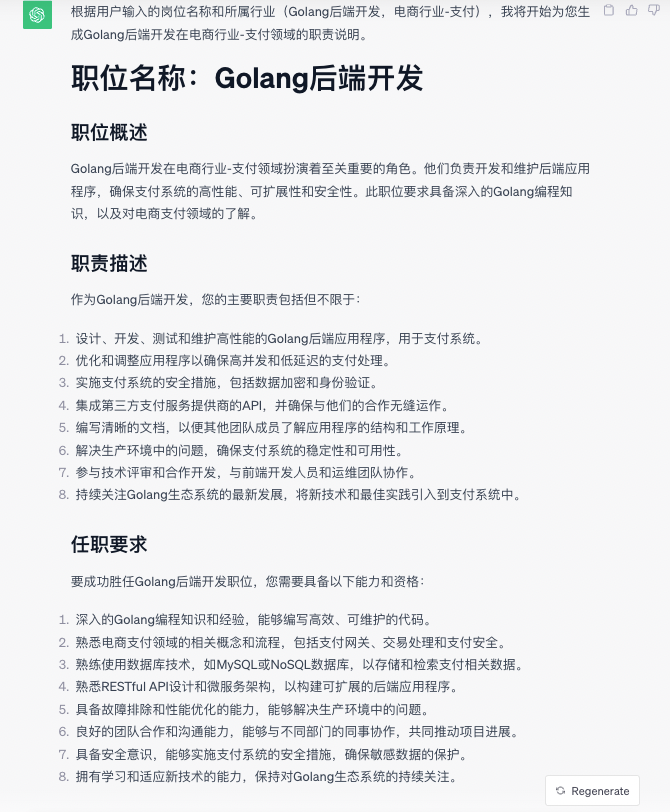 根据用户输入的岗位名称和所属行业（Golang后端开发，电商行业-支付），我将开始为您生
成Golang后端开发在电商行业-支付领域的职责说明。
职位名称：Golang后端开发
职位概述
Golang后端开发在电商行业-支付领域扮演着至关重要的角色。他们负责开发和维护后端应用
程序，确保支付系统的高性能、可扩展性和安全性。此职位要求具备深入的Golang编程知
识，以及对电商支付领域的了解。
职责描述
作为Golang后端开发，您的主要职责包括但不限于：
1. 设计、开发、测试和维护高性能的Golang后端应用程序，用于支付系统。
2. 优化和调整应用程序以确保高并发和低延迟的支付处理。
3. 实施支付系统的安全措施，包括数据加密和身份验证。
4. 集成第三方支付服务提供商的API，并确保与他们的合作无缝运作。
5. 编写清晰的文档，以便其他团队成员了解应用程序的结构和工作原理。
6. 解决生产环境中的问题，确保支付系统的稳定性和可用性。
7. 参与技术评审和合作开发，与前端开发人员和运维团队协作。
8. 持续关注Golang生态系统的最新发展，将新技术和最佳实践引入到支付系统中。
任职要求
要成功胜任Golang后端开发职位，您需要具备以下能力和资格：
1. 深入的Golang编程知识和经验，能够编写高效、可维护的代码。
2. 熟悉电商支付领域的相关概念和流程，包括支付网关、交易处理和支付安全。
3. 熟练使用数据库技术，如MySQL或NoSQL数据库，以存储和检索支付相关数据。
4. 熟悉RESTful API设计和微服务架构，以构建可扩展的后端应用程序。
5. 具备故障排除和性能优化的能力，能够解决生产环境中的问题。
6. 良好的团队合作和沟通能力，能够与不同部门的同事协作，共同推动项目进展。
7. 具备安全意识，能够实施支付系统的安全措施，确保敏感数据的保护。
8. 拥有学习和适应新技术的能力，保持对Golang生态系统的持续关注。
Regenerate